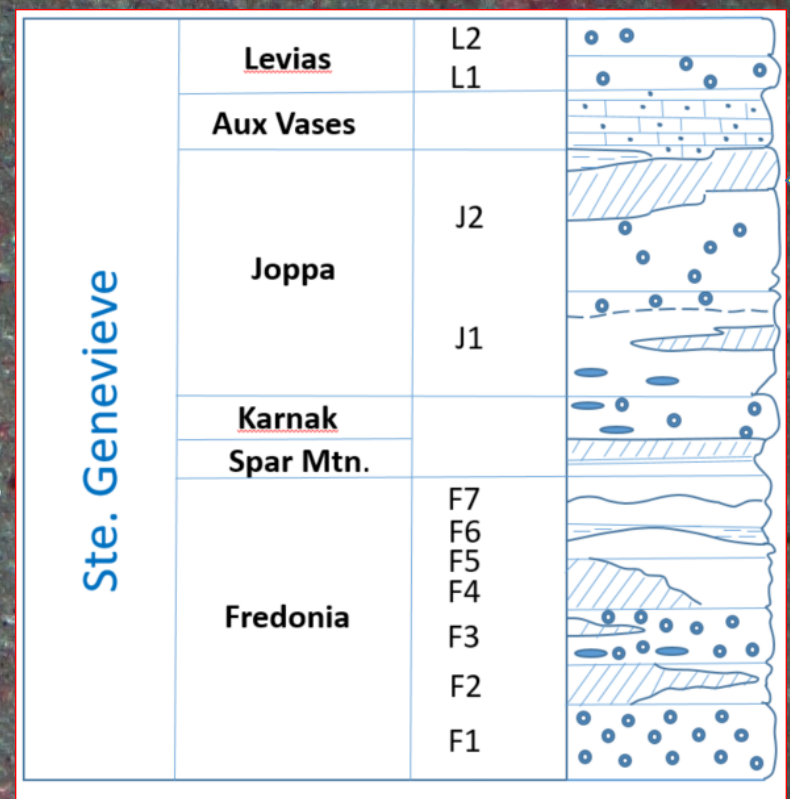 Ste. Genevieve
Levias
L2
L1
Aux Vases
Joppa
J2
J1
Karnak
Spar Mtn.
Fredonia
F7
F6
F5
F4
F3
F2
F1